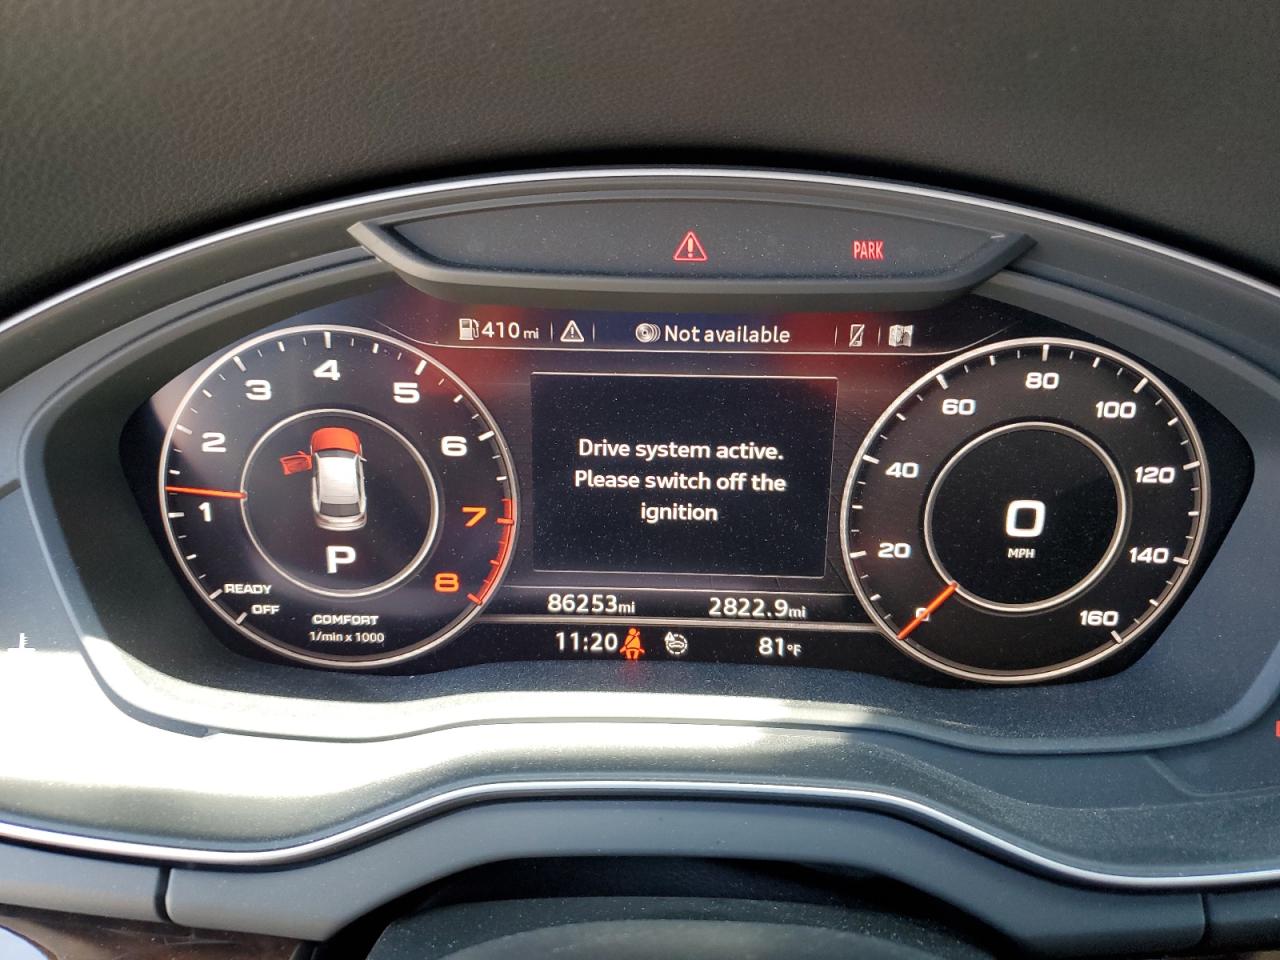 PARK
410 mi
Not available
1
2
3
4
5
6
7
8
READY
OFF
P
COMFORT
1/min x 1000
Drive system active.
Please switch off the
ignition
86253mi 2822.9mi
11:20 81°F
0
20
40
60
80
100
120
140
160
0
MPH